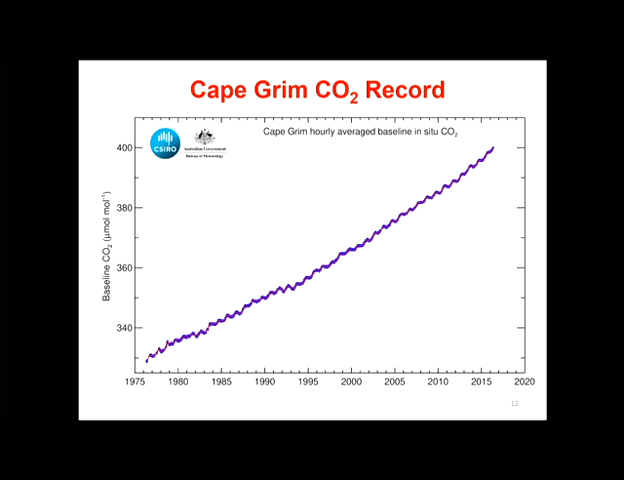 Cape Grim CO₂ Record
Cape Grim hourly averaged baseline in situ CO₂
CSIRO
Australian Government
Bureau of Meteorology
Baseline CO₂ (µmol mol⁻¹)
400
380
360
340
1975 1980 1985 1990 1995 2000 2005 2010 2015 2020
12